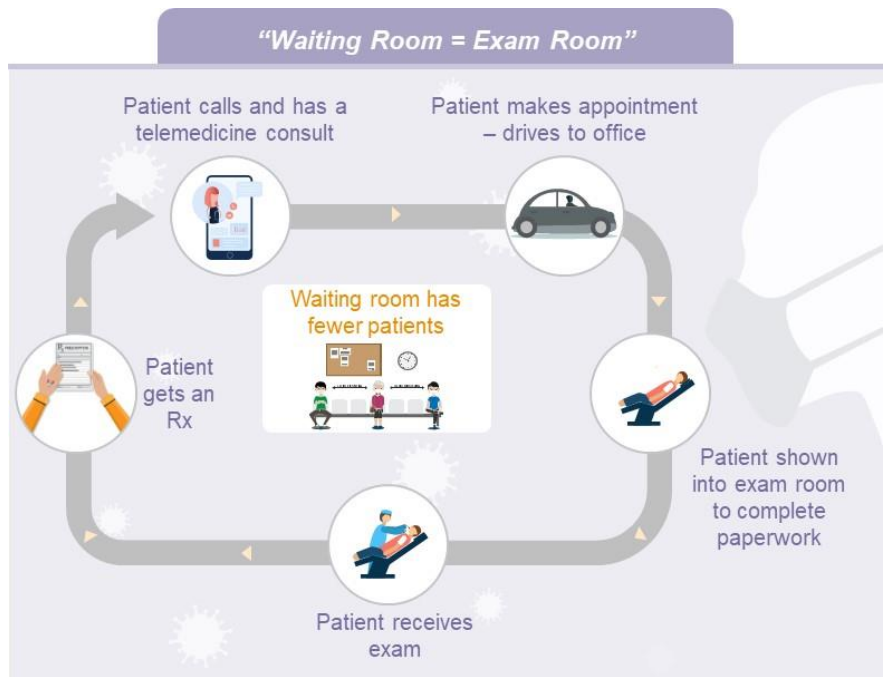 “Waiting Room = Exam Room”
Patient calls and has a
telemedicine consult
Patient makes appointment
– drives to office
Waiting room has
fewer patients
Patient
gets an
Rx
Patient shown
into exam room
to complete
paperwork
Patient receives
exam